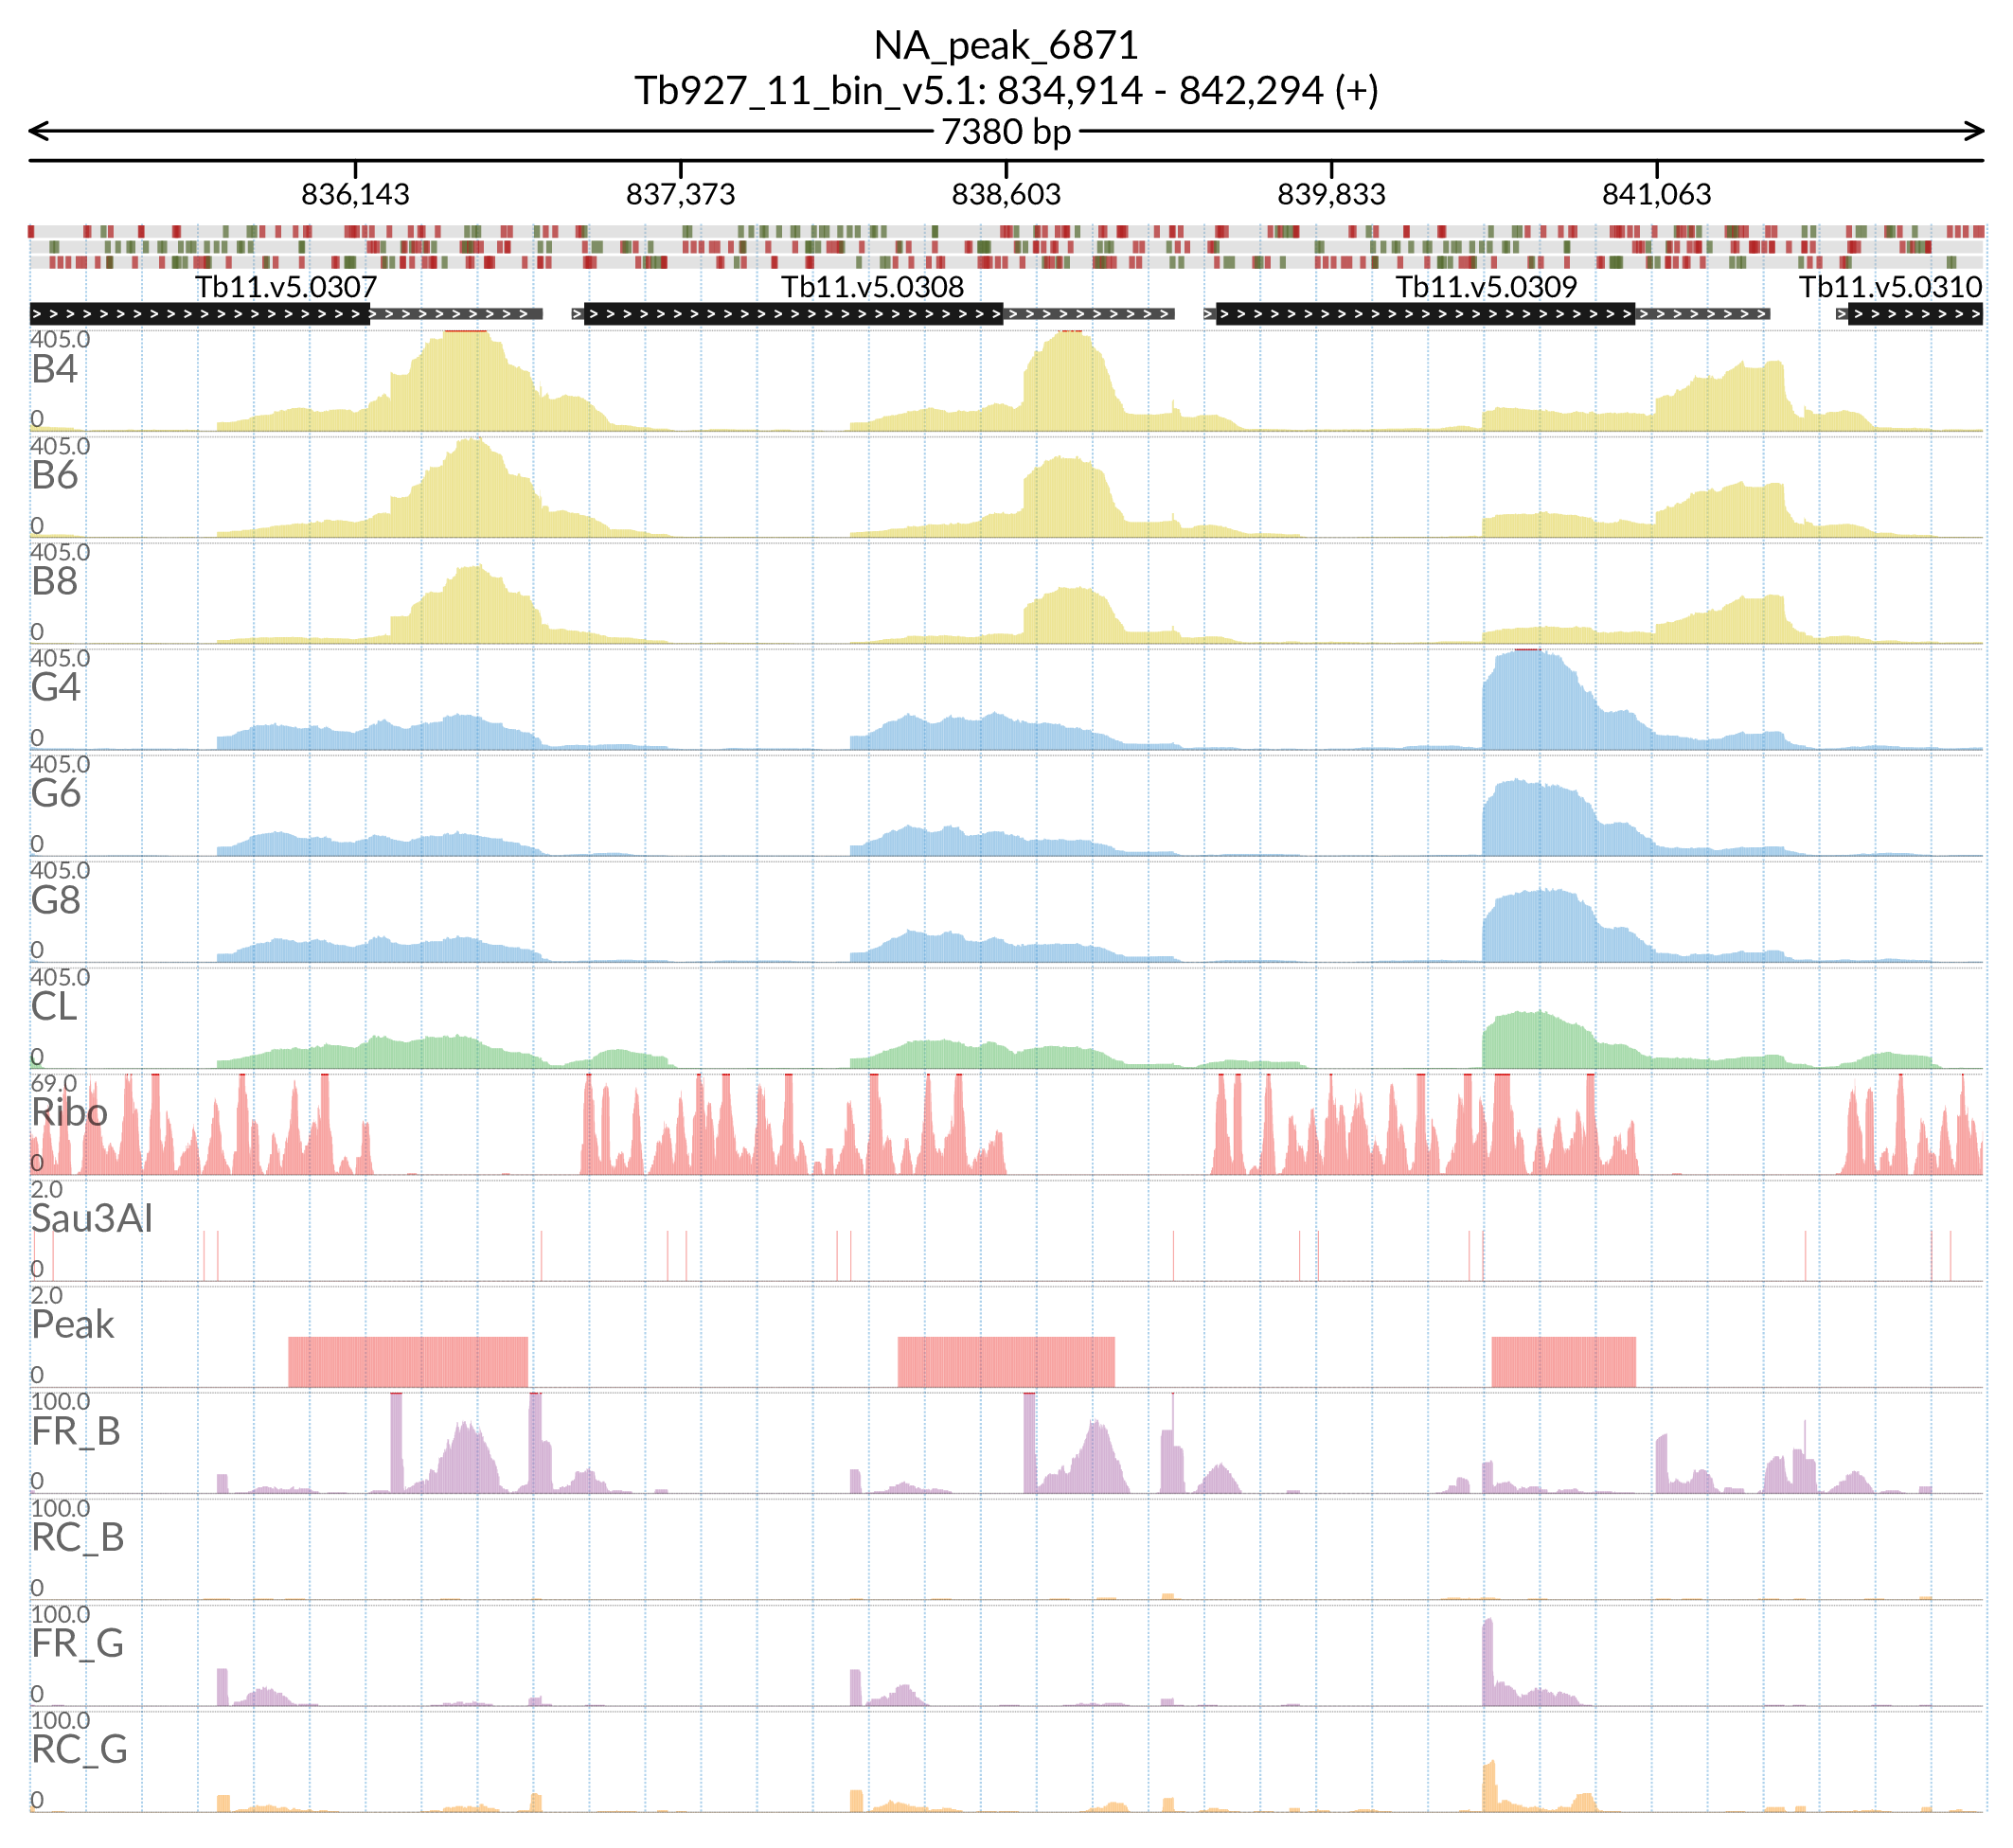 NA_peak_6871
Tb927_11_bin_v5.1: 834,914 - 842,294 (+)
7380 bp
836,143 837,373 838,603 839,833 841,063
Tb11.v5.0307 Tb11.v5.0308 Tb11.v5.0309 Tb11.v5.0310
405.0
B4
0
405.0
B6
0
405.0
B8
0
405.0
G4
0
405.0
G6
0
405.0
G8
0
405.0
CL
0
69.0
Ribo
0
2.0
Sau3AI
0
2.0
Peak
0
100.0
FR_B
0
100.0
RC_B
0
100.0
FR_G
0
100.0
RC_G
0